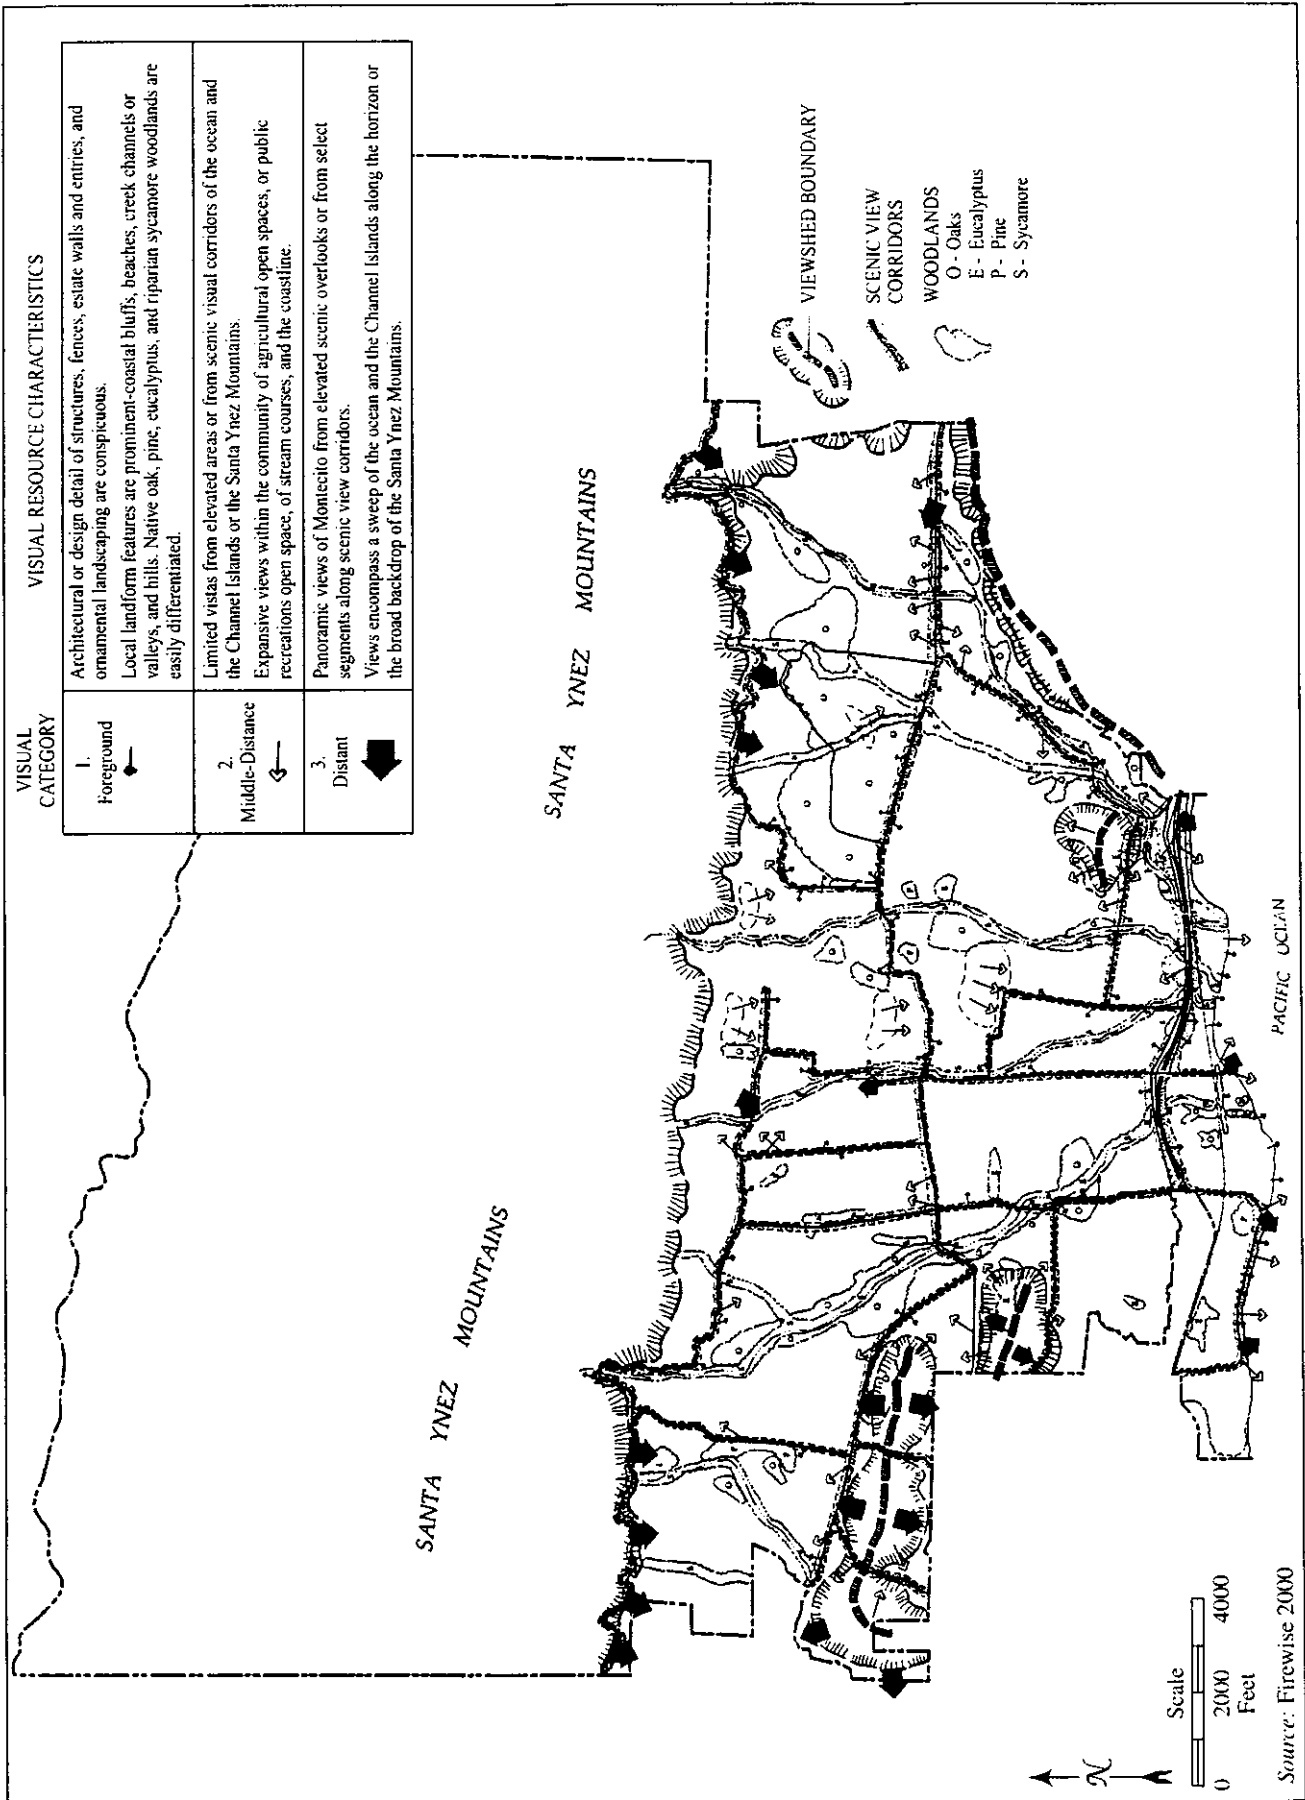 VISUAL
CATEGORY
VISUAL RESOURCE CHARACTERISTICS
1.
Foreground
Architectural or design detail of structures, fences, estate walls and entries, and
ornamental landscaping are conspicuous.
Local landform features are prominent-coastal bluffs, beaches, creek channels or
valleys, and hills. Native oak, pine, eucalyptus, and riparian sycamore woodlands are
easily differentiated.
2.
Middle-Distance
Limited vistas from elevated areas or from scenic visual corridors of the ocean and
the Channel Islands or the Santa Ynez Mountains.
Expansive views within the community of agricultural open spaces, or public
recreations open space, of stream courses, and the coastline.
3.
Distant
Panoramic views of Montecito from elevated scenic overlooks or from select
segments along scenic view corridors.
Views encompass a sweep of the ocean and the Channel Islands along the horizon or
the broad backdrop of the Santa Ynez Mountains.
SANTA YNEZ MOUNTAINS
SANTA YNEZ MOUNTAINS
VIEWSHED BOUNDARY
SCENIC VIEW
CORRIDORS
WOODLANDS
O - Oaks
E - Eucalyptus
P - Pine
S - Sycamore
PACIFIC OCEAN
N
Scale
0 2000 4000
Feet
Source: Firewise 2000